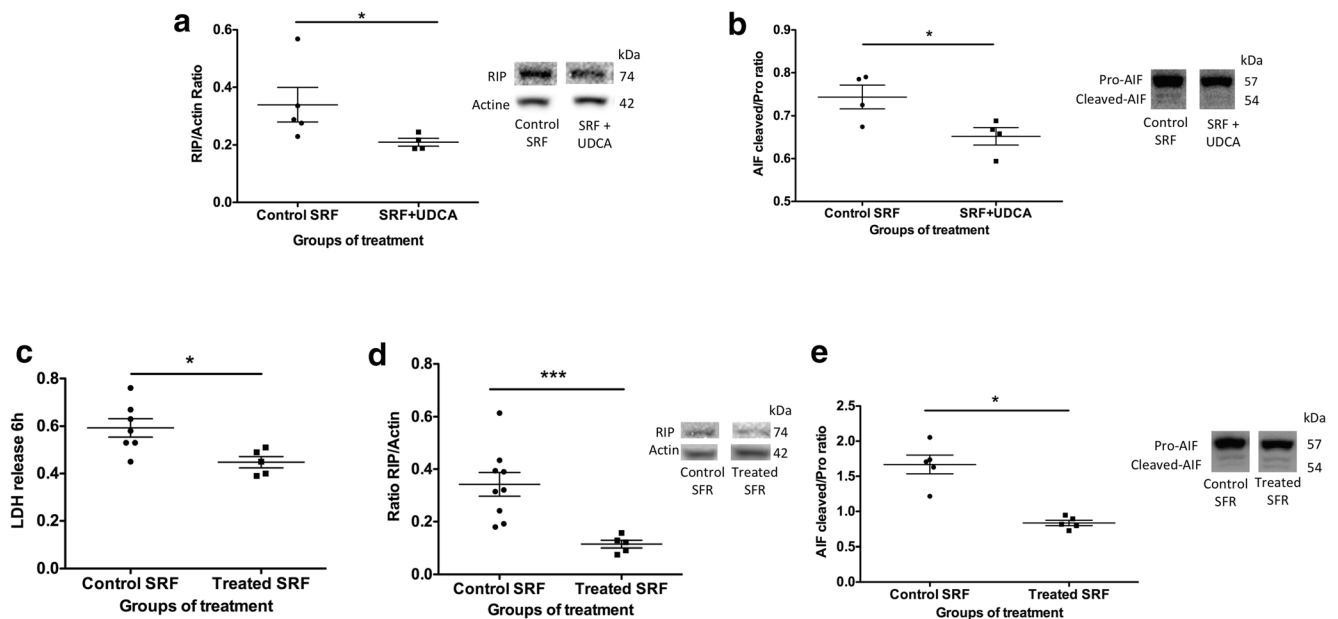 a
*
0.6
0.4
0.2
0.0
RIP/Actin Ratio
Control SRF
SRF+UDCA
Groups of treatment
kDa
RIP
74
Actine
42
Control
SRF
SRF +
UDCA
b
*
0.9
0.8
0.7
0.6
0.5
AIF cleaved/Pro ratio
Control SRF
SRF+UDCA
Groups of treatment
kDa
Pro-AIF
57
Cleaved-AIF
54
Control
SRF
SRF +
UDCA
c
*
0.8
0.6
0.4
0.2
0.0
LDH release 6h
Control SRF
Treated SRF
Groups of treatment
d
***
0.8
0.6
0.4
0.2
0.0
Ratio RIP/Actin
Control SRF
Treated SRF
Groups of treatment
kDa
RIP
74
Actin
42
Control
SFR
Treated
SFR
e
*
2.5
2.0
1.5
1.0
0.5
0.0
AIF cleaved/Pro ratio
Control SRF
Treated SRF
Groups of treatment
kDa
Pro-AIF
57
Cleaved-AIF
54
Control
SFR
Treated
SFR